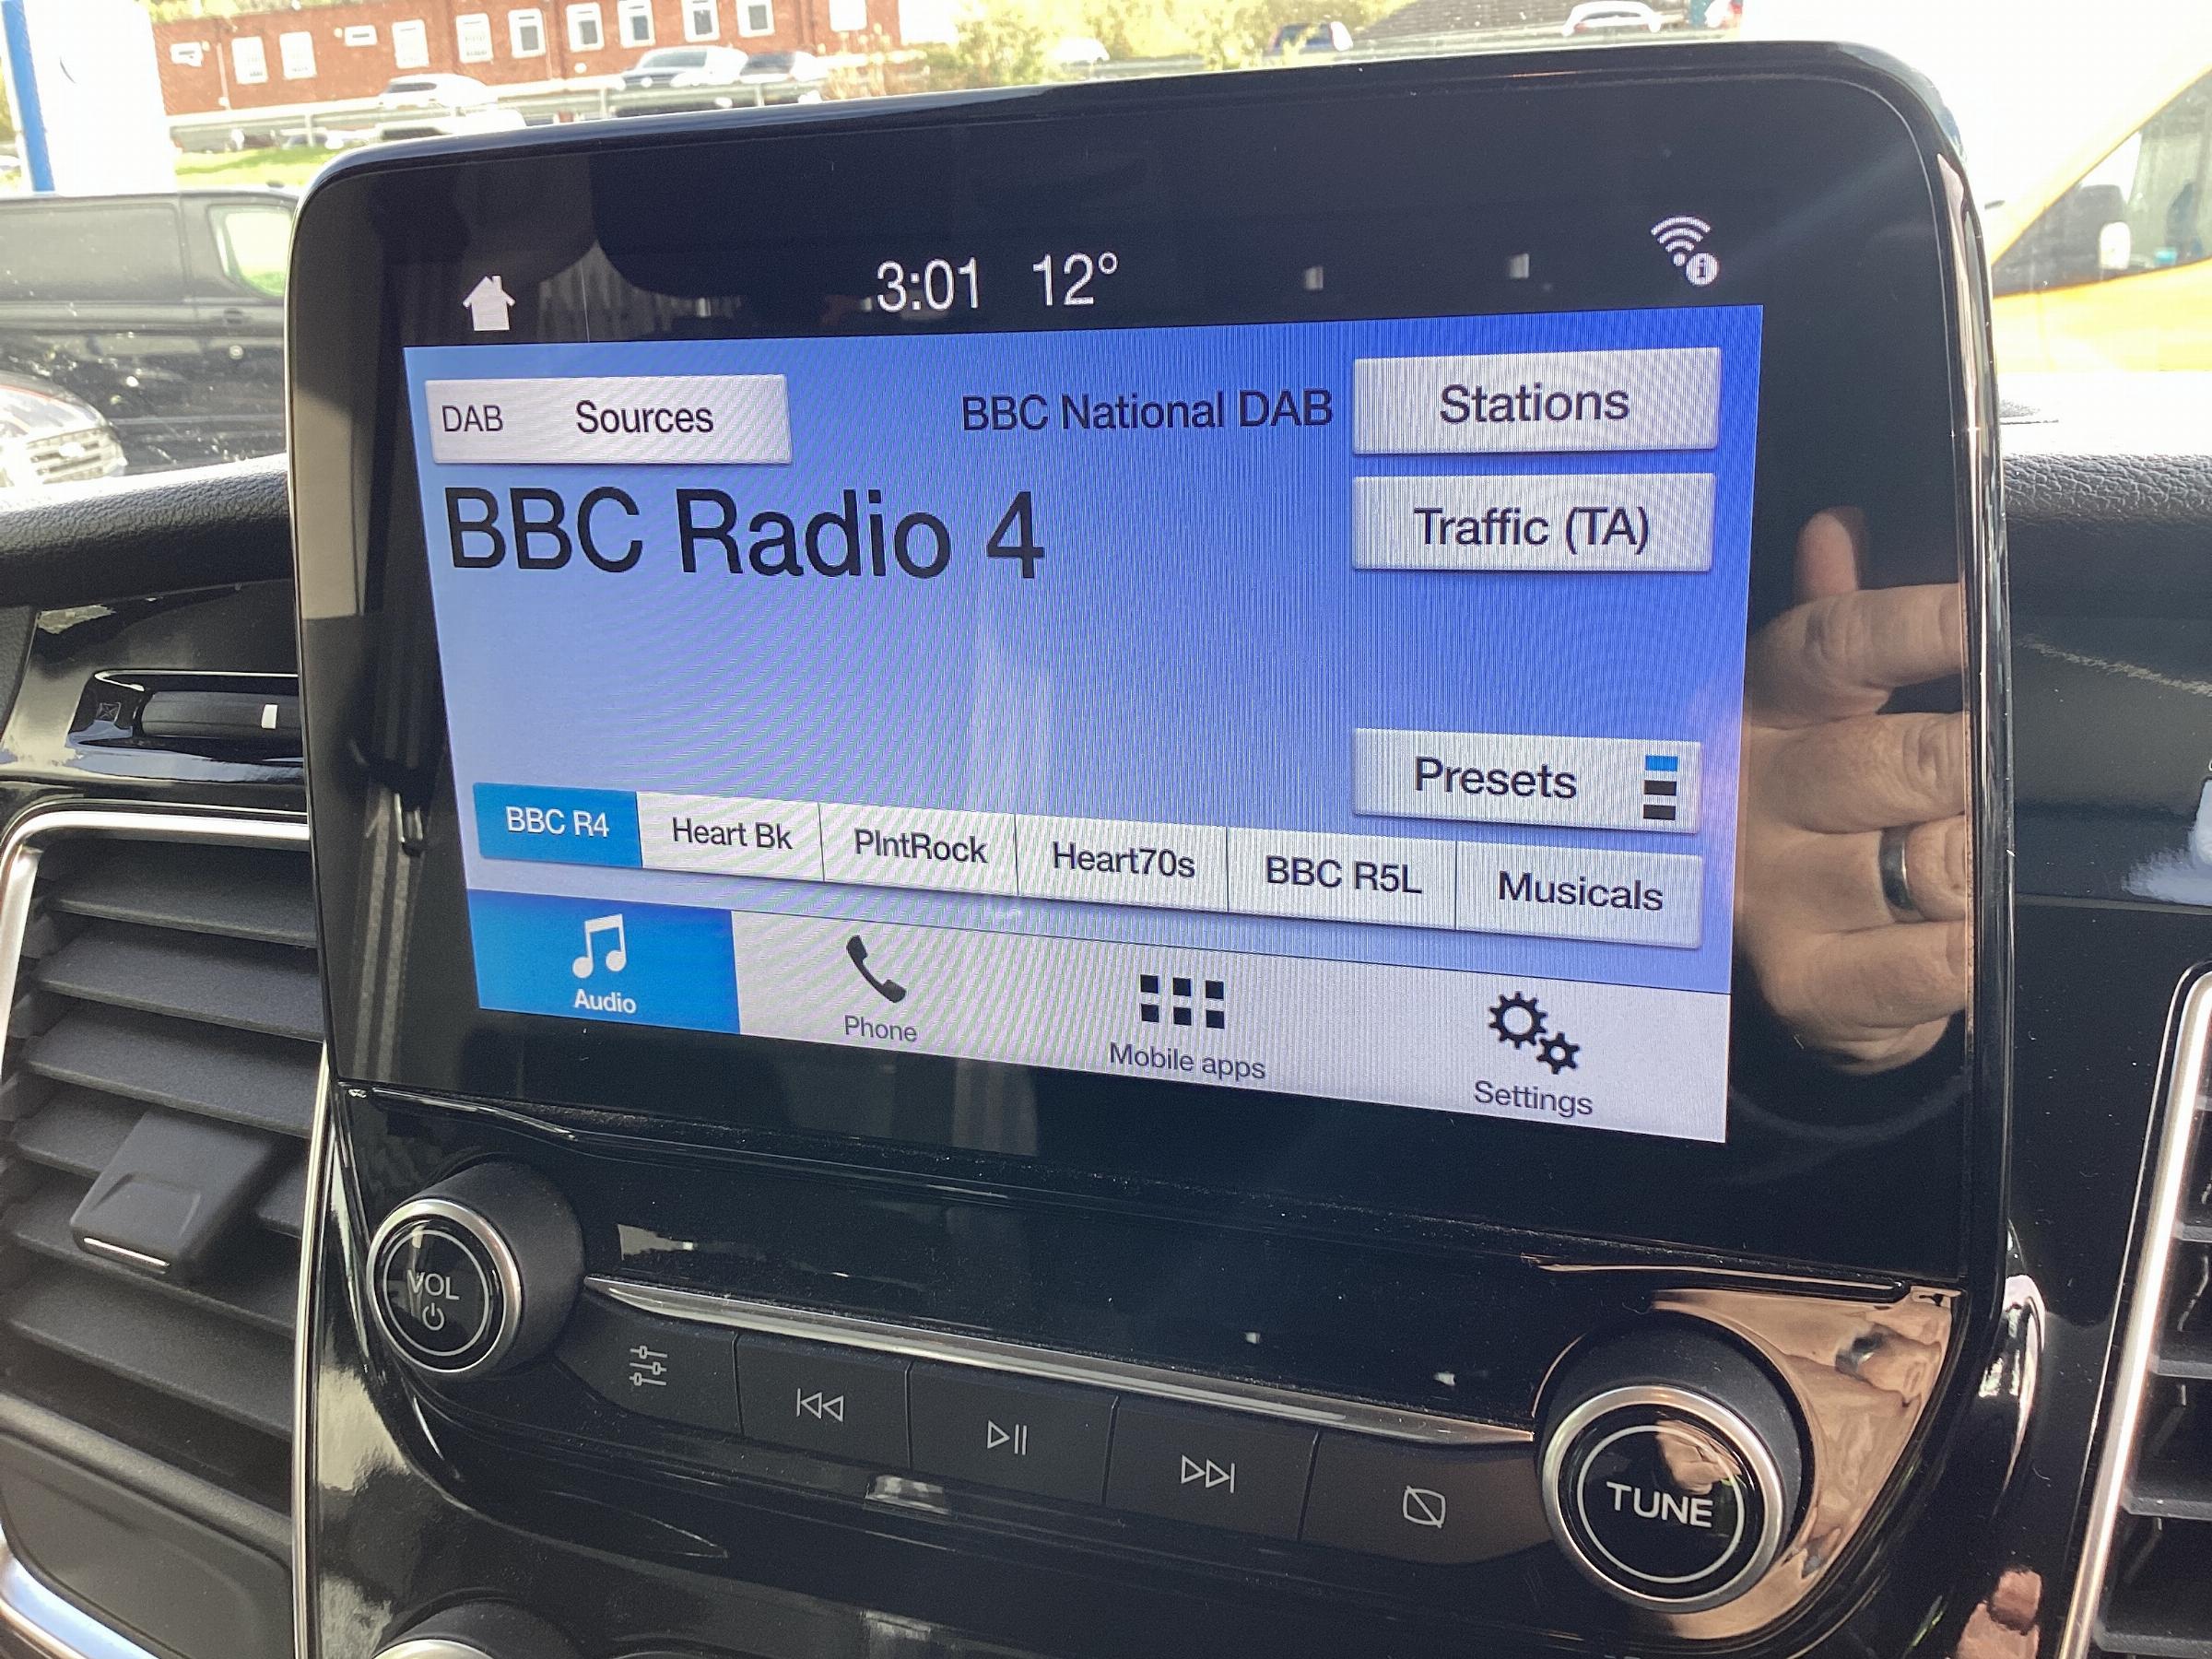 3:01 12°
DAB Sources
BBC National DAB
Stations
BBC Radio 4
Traffic (TA)
Presets
BBC R4
Heart Bk
PlntRock
Heart70s
BBC R5L
Musicals
Audio
Phone
Mobile apps
Settings
VOL
TUNE